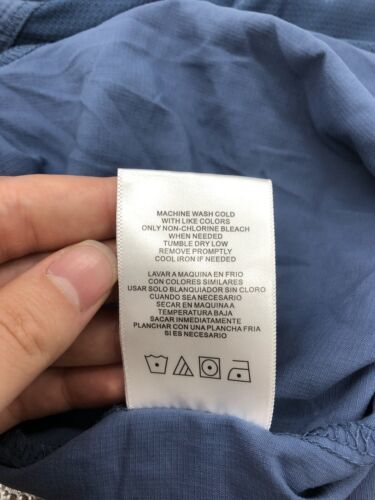 MACHINE WASH COLD
WITH LIKE COLORS
ONLY NON-CHLORINE BLEACH
WHEN NEEDED
TUMBLE DRY LOW
REMOVE PROMPTLY
COOL IRON IF NEEDED
LAVAR A MAQUINA EN FRIO
CON COLORES SIMILARES
USAR SOLO BLANQUIADOR SIN CLORO
CUANDO SEA NECESARIO
SECAR EN MAQUINA A
TEMPERATURA BAJA
SACAR INMEDIATAMENTE
PLANCHAR CON UNA PLANCHA FRIA
SI ES NECESARIO